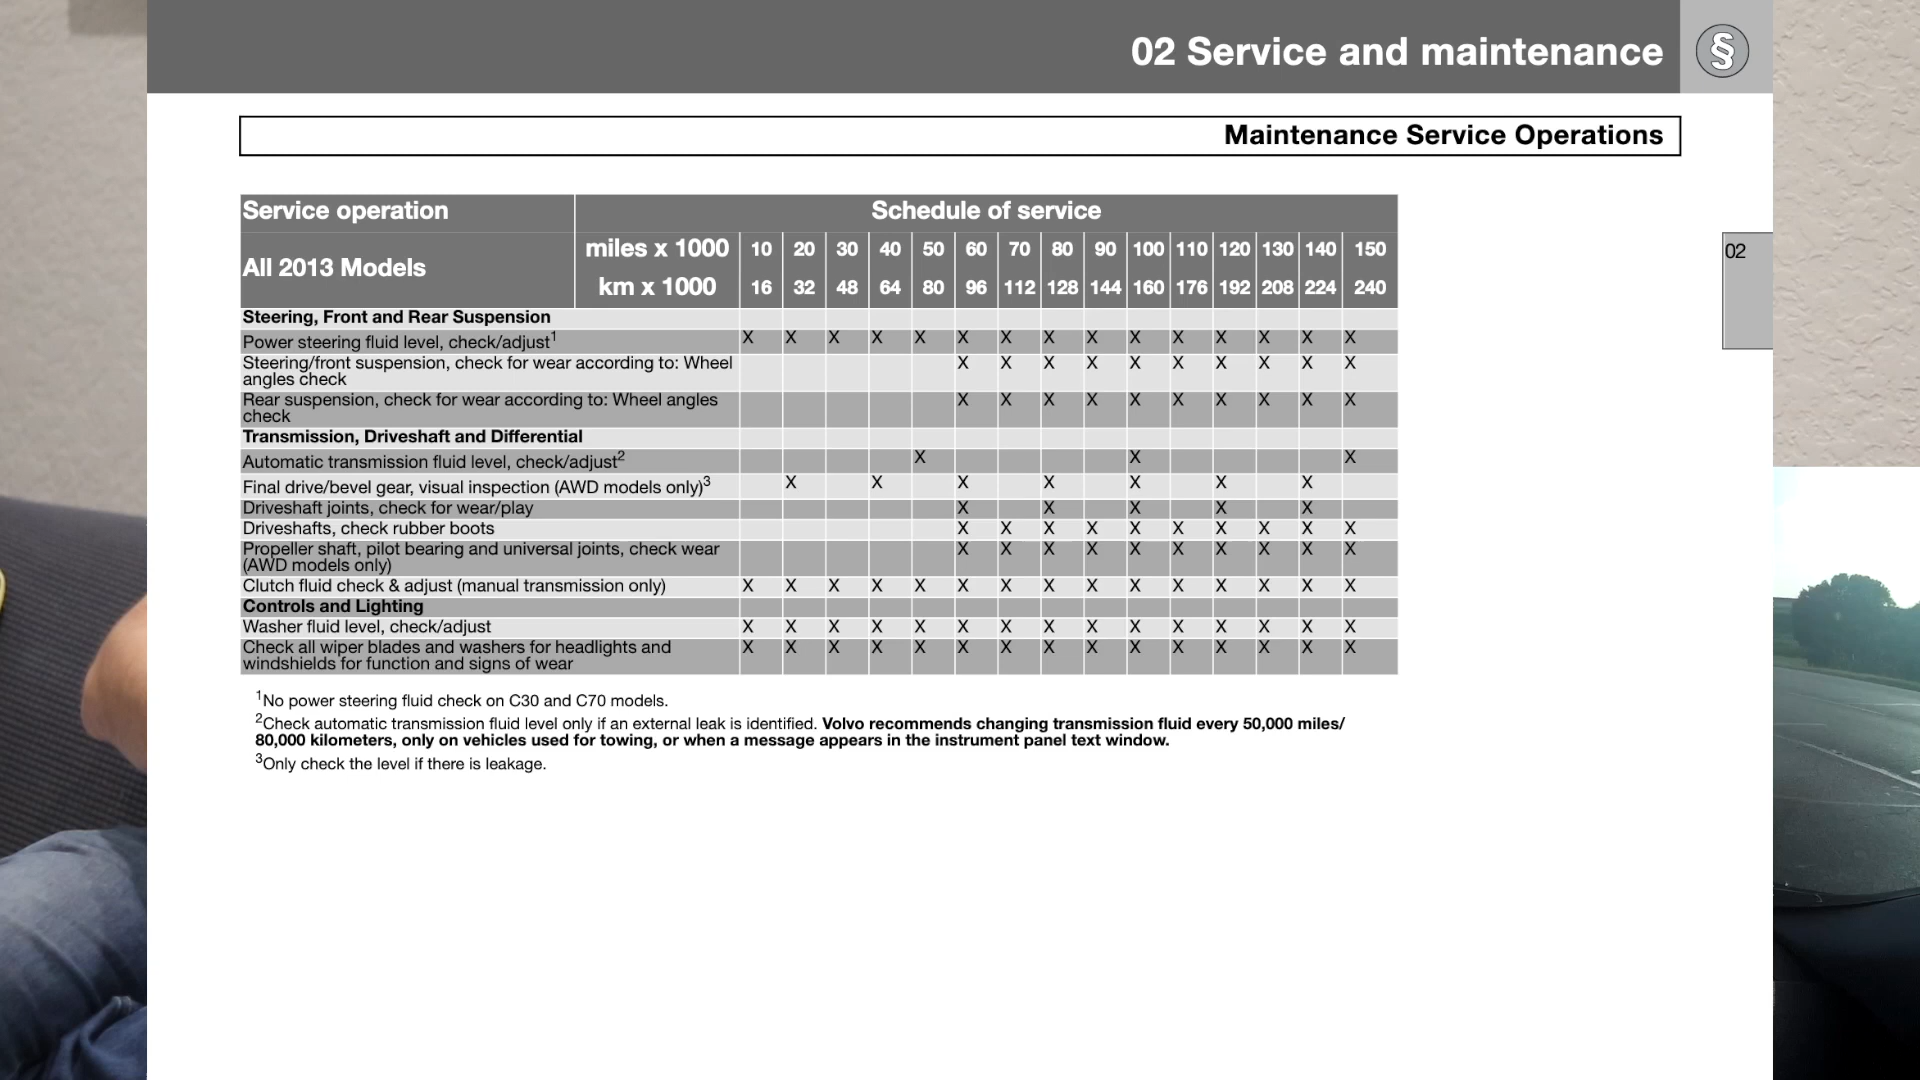 02 Service and maintenance §
Maintenance Service Operations
Service operation Schedule of service
All 2013 Models
miles x 1000 10 20 30 40 50 60 70 80 90 100 110 120 130 140 150
km x 1000 16 32 48 64 80 96 112 128 144 160 176 192 208 224 240
02
Steering, Front and Rear Suspension
Power steering fluid level, check/adjust1 X X X X X X X X X X X X X X X
Steering/front suspension, check for wear according to: Wheel X X X X X X X X X X
angles check
Rear suspension, check for wear according to: Wheel angles X X X X X X X X X X
check
Transmission, Driveshaft and Differential
Automatic transmission fluid level, check/adjust2 X X X
Final drive/bevel gear, visual inspection (AWD models only)3 X X X X X X X
Driveshaft joints, check for wear/play X X X X X
Driveshafts, check rubber boots X X X X X X X X X X
Propeller shaft, pilot bearing and universal joints, check wear X X X X X X X X X X
(AWD models only)
Clutch fluid check & adjust (manual transmission only) X X X X X X X X X X X X X X X
Controls and Lighting
Washer fluid level, check/adjust X X X X X X X X X X X X X X X
Check all wiper blades and washers for headlights and X X X X X X X X X X X X X X X
windshields for function and signs of wear
1No power steering fluid check on C30 and C70 models.
2Check automatic transmission fluid level only if an external leak is identified. Volvo recommends changing transmission fluid every 50,000 miles/
80,000 kilometers, only on vehicles used for towing, or when a message appears in the instrument panel text window.
3Only check the level if there is leakage.